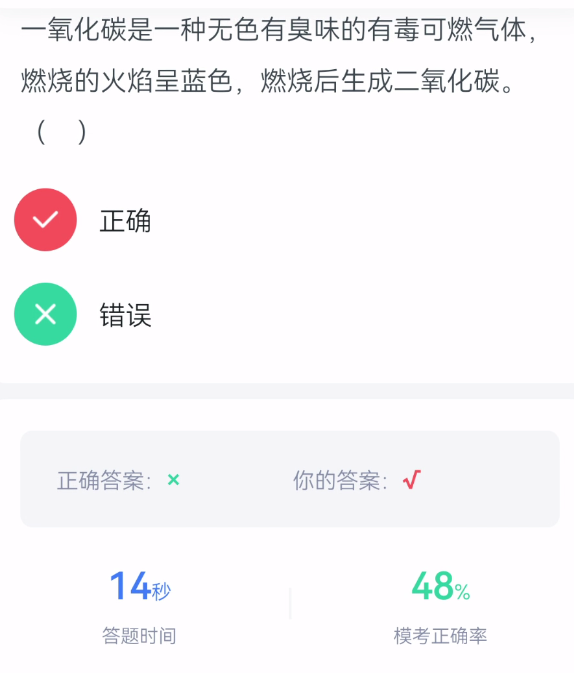 一氧化碳是一种无色有臭味的有毒可燃气体，
燃烧的火焰呈蓝色，燃烧后生成二氧化碳。
（ ）
正确
错误
正确答案： × 你的答案： √
14秒 48%
答题时间 模考正确率